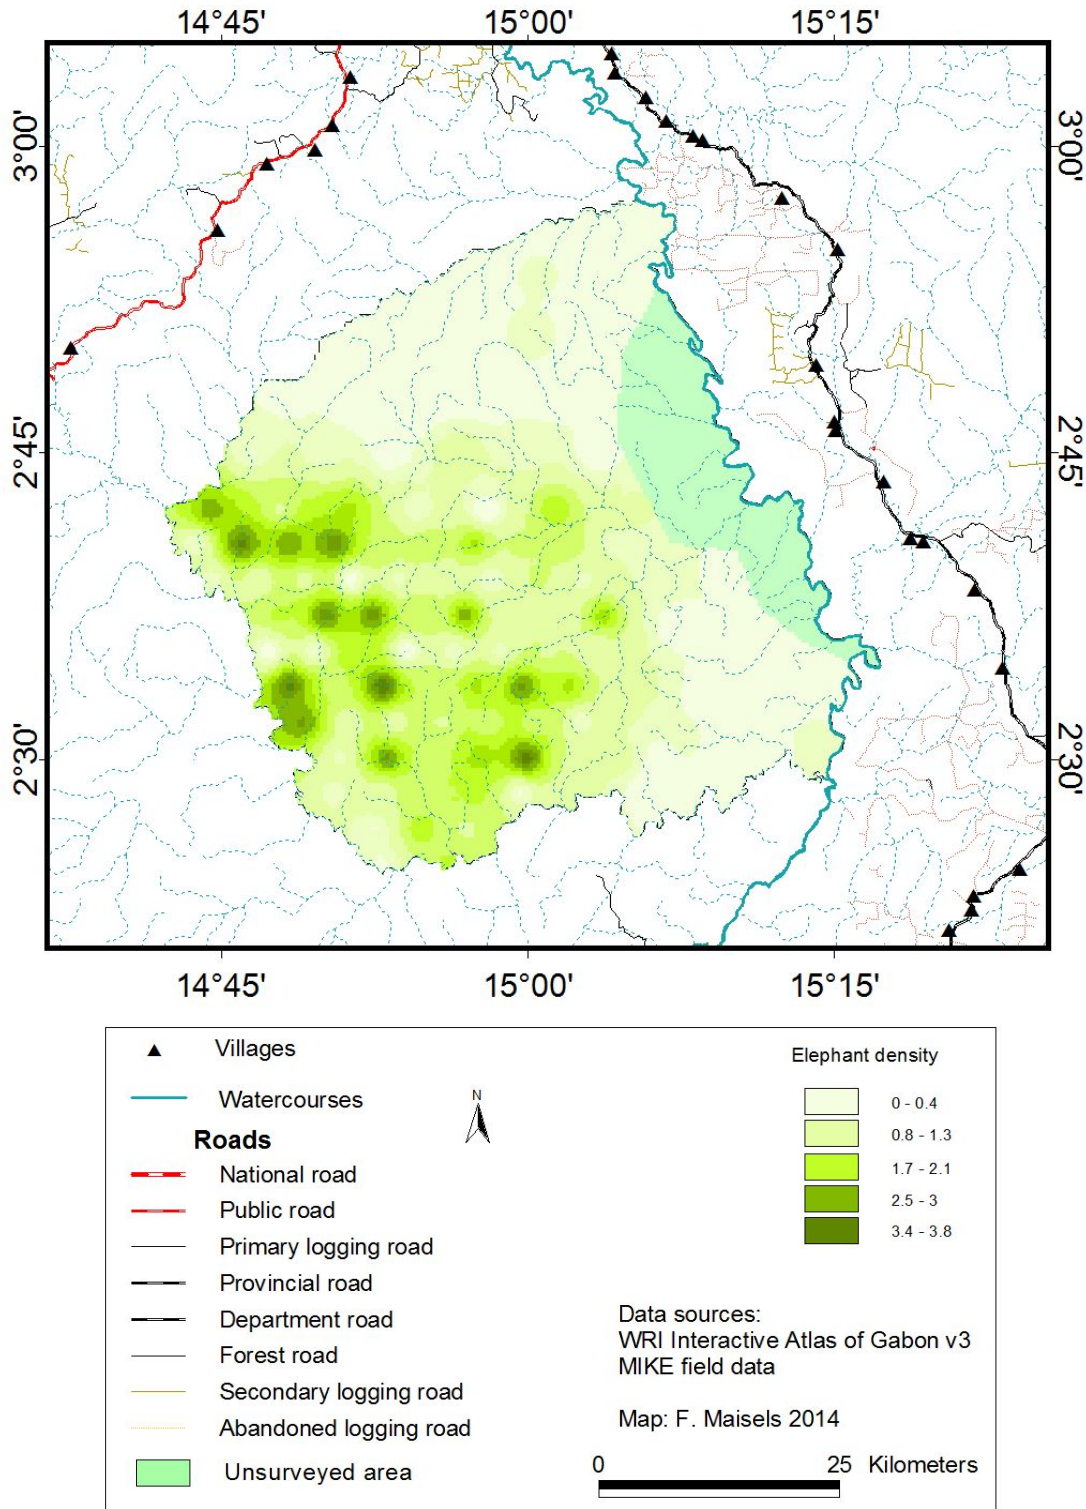 14°45' 15°00' 15°15'
3°00' 3°00'
2°45' 2°45'
2°30' 2°30'
14°45' 15°00' 15°15'
Villages
Watercourses
Roads
National road
Public road
Primary logging road
Provincial road
Department road
Forest road
Secondary logging road
Abandoned logging road
Unsurveyed area
N
Elephant density
0 - 0.4
0.8 - 1.3
1.7 - 2.1
2.5 - 3
3.4 - 3.8
Data sources:
WRI Interactive Atlas of Gabon v3
MIKE field data
Map: F. Maisels 2014
0 25 Kilometers